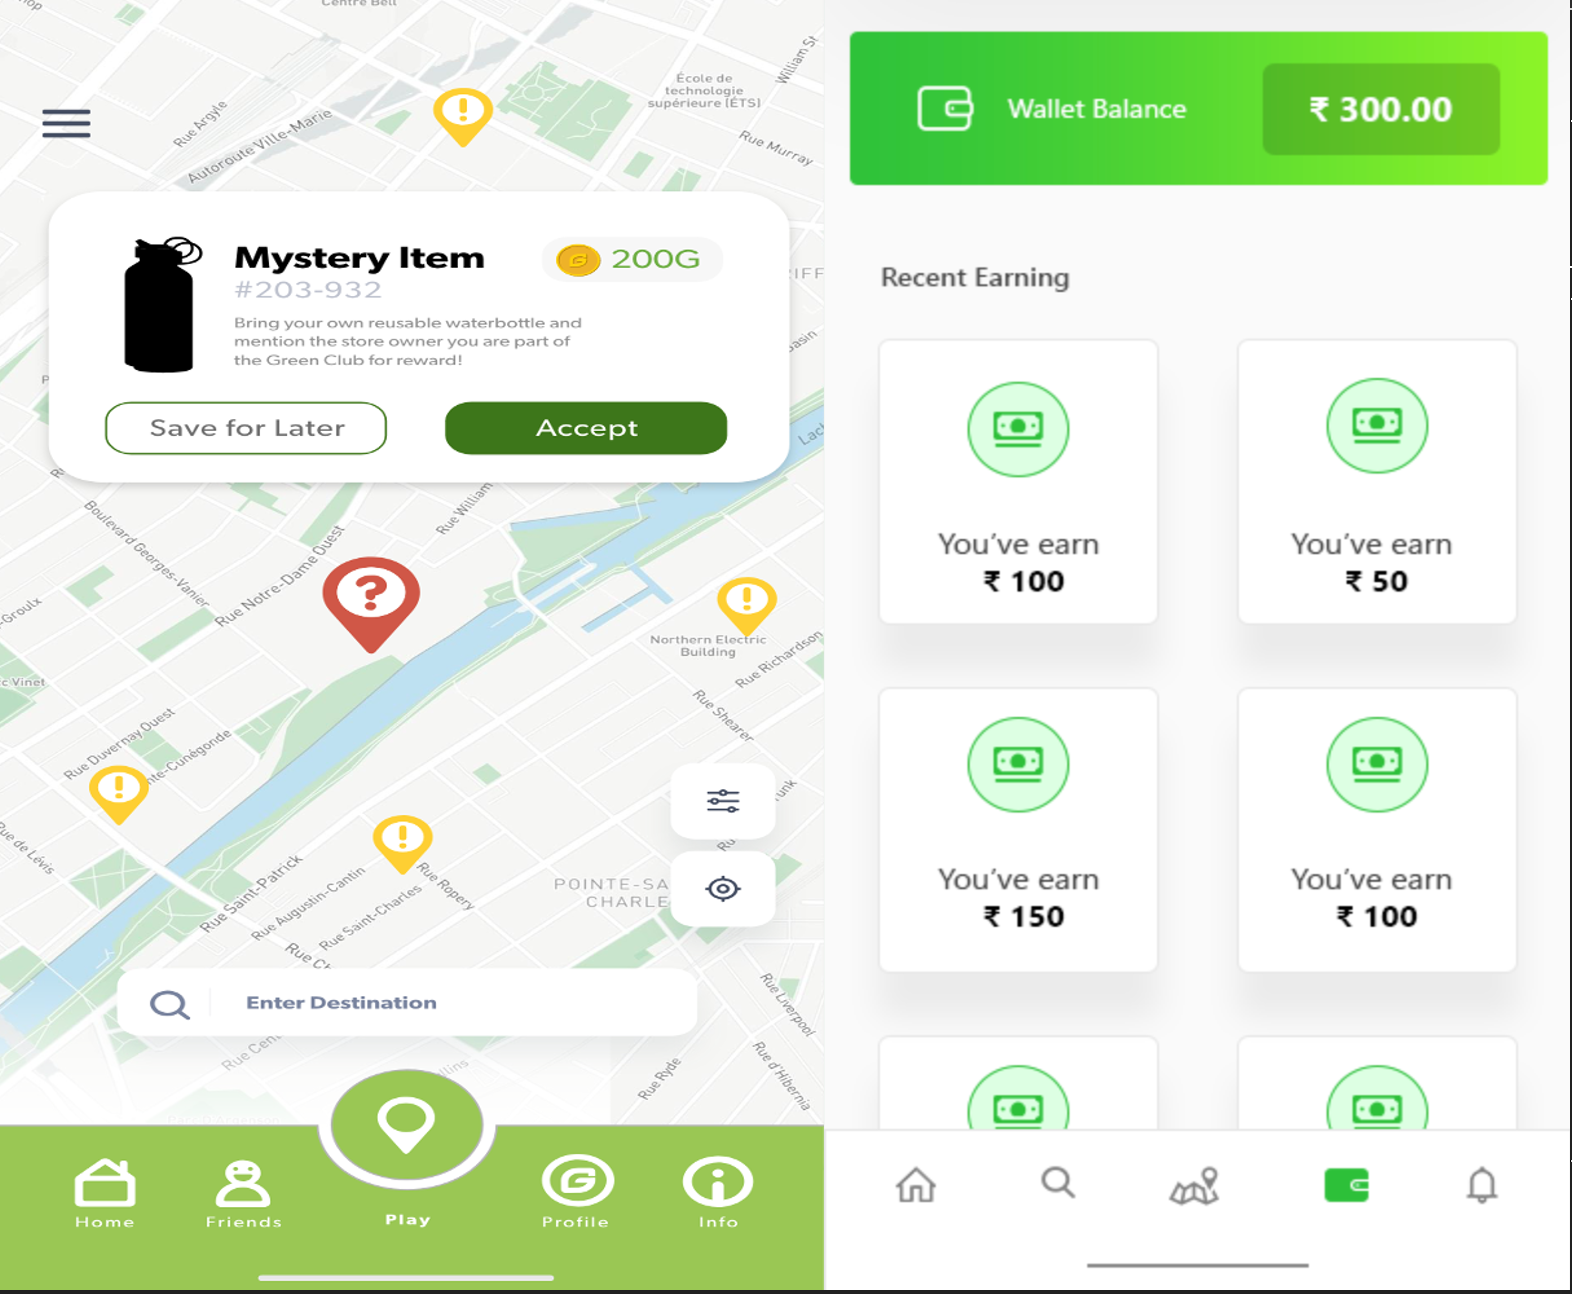 Centre Bell
William St
École de
technologie
supérieure (ÉTS)
Rue Argyle
Autoroute Ville-Marie
Rue Murray
Mystery Item
200G
#203-932
Bring your own reusable waterbottle and
mention the store owner you are part of
the Green Club for reward!
Save for Later
Accept
Boulevard Georges-Vanier
Rue Notre-Dame Ouest
Rue William
Northern Electric
Building
Rue Richardson
Rue Shearer
Vinet
Rue Duvernay Ouest
Rue de Lévis
Rue Saint-Patrick
Rue Augustin-Cantin
Rue Saint-Charles
Rue Ropery
POINTE-SA
CHARLE
Enter Destination
Rue Liverpool
Rue d'Hibernia
Rue Ryde
Home
Friends
Play
Profile
Info
Wallet Balance
₹ 300.00
Recent Earning
You've earn
₹ 100
You've earn
₹ 50
You've earn
₹ 150
You've earn
₹ 100